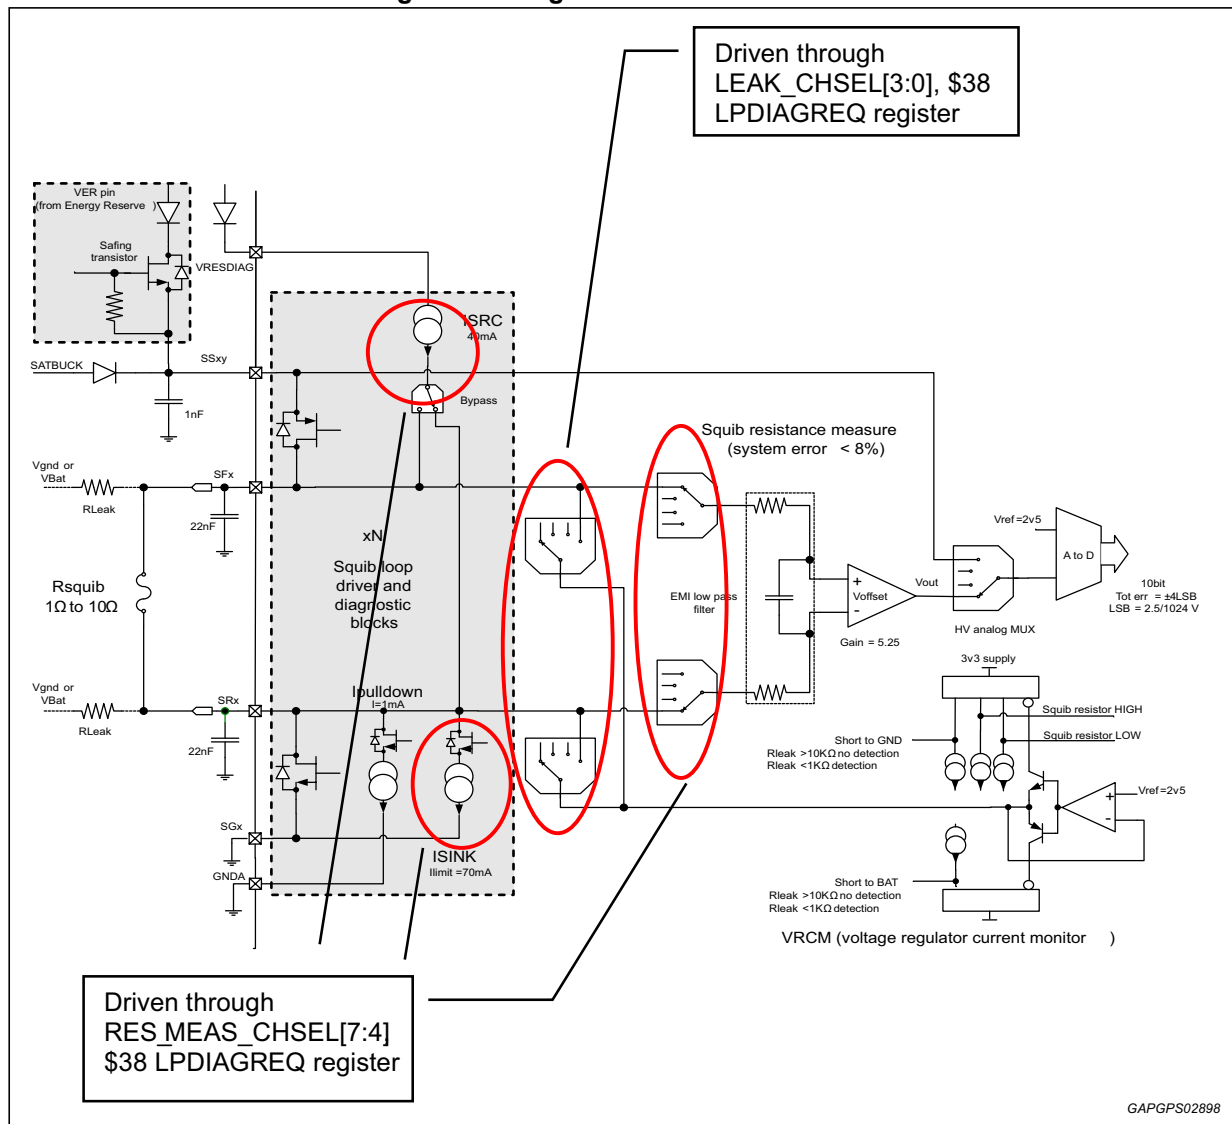 Driven through
LEAK_CHSEL[3:0], $38
LPDIAGREQ register
VER pin
(from Energy Reserve )
Safing
transistor
VRESDIAG
ISRC
40mA
SATBUCK
SSxy
Bypass
1nF
Squib resistance measure
(system error < 8%)
Vgnd or
VBat
SFx
RLeak
22nF
xN
Squib loop
driver and
diagnostic
blocks
Rsquib
1Ω to 10Ω
EMI low pass
filter
+
Voffset
-
Gain = 5.25
Vout
Vref=2v5
A to D
10bit
Tot err = ±4LSB
LSB = 2.5/1024 V
HV analog MUX
3v3 supply
Vgnd or
VBat
SRx
RLeak
22nF
Ipulldown
I=1mA
Squib resistor HIGH
Squib resistor LOW
Short to GND
Rleak >10KΩ no detection
Rleak <1KΩ detection
+
-
Vref=2v5
SGx
GNDA
ISINK
Ilimit =70mA
Short to BAT
Rleak >10KΩ no detection
Rleak <1KΩ detection
VRCM (voltage regulator current monitor )
Driven through
RES_MEAS_CHSEL[7:4]
$38 LPDIAGREQ register
GAPGPS02898